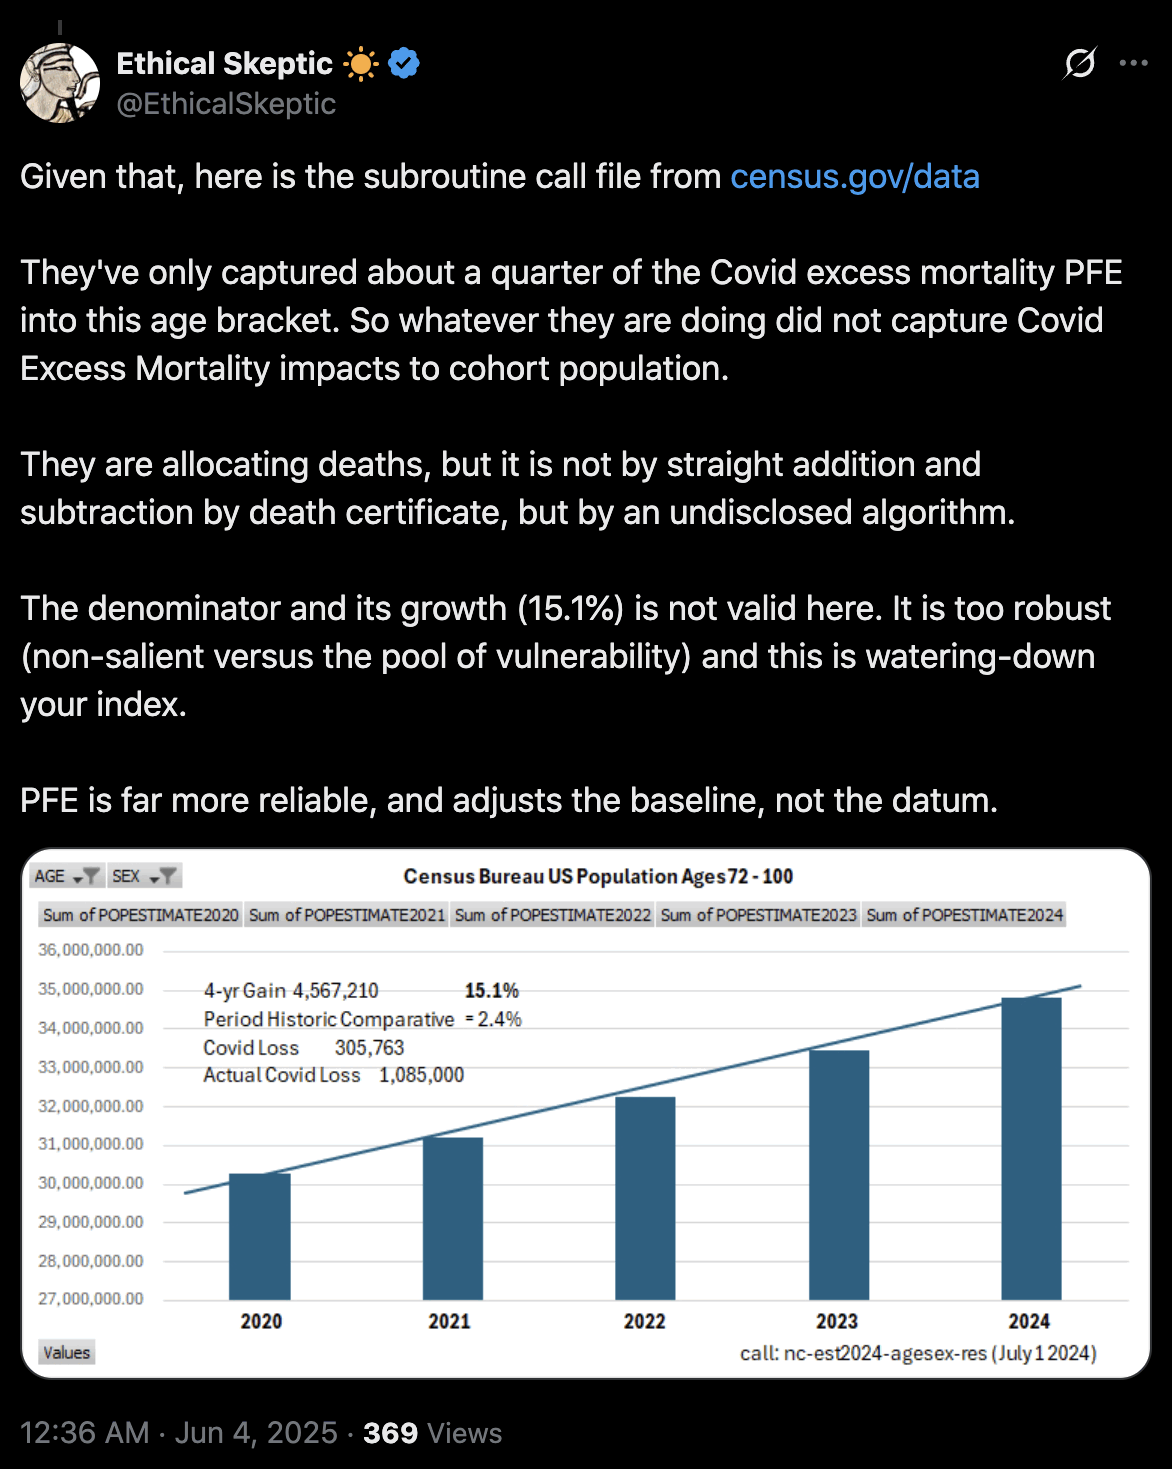 Ethical Skeptic
@EthicalSkeptic
Given that, here is the subroutine call file from census.gov/data
They've only captured about a quarter of the Covid excess mortality PFE
into this age bracket. So whatever they are doing did not capture Covid
Excess Mortality impacts to cohort population.
They are allocating deaths, but it is not by straight addition and
subtraction by death certificate, but by an undisclosed algorithm.
The denominator and its growth (15.1%) is not valid here. It is too robust
(non-salient versus the pool of vulnerability) and this is watering-down
your index.
PFE is far more reliable, and adjusts the baseline, not the datum.
AGE SEX
Census Bureau US Population Ages 72 - 100
Sum of POPESTIMATE2020 Sum of POPESTIMATE2021 Sum of POPESTIMATE2022 Sum of POPESTIMATE2023 Sum of POPESTIMATE2024
36,000,000.00
35,000,000.00
34,000,000.00
33,000,000.00
32,000,000.00
31,000,000.00
30,000,000.00
29,000,000.00
28,000,000.00
27,000,000.00
4-yr Gain 4,567,210 15.1%
Period Historic Comparative = 2.4%
Covid Loss 305,763
Actual Covid Loss 1,085,000
2020 2021 2022 2023 2024
Values
call: nc-est2024-agesex-res (July 1 2024)
12:36 AM · Jun 4, 2025 · 369 Views